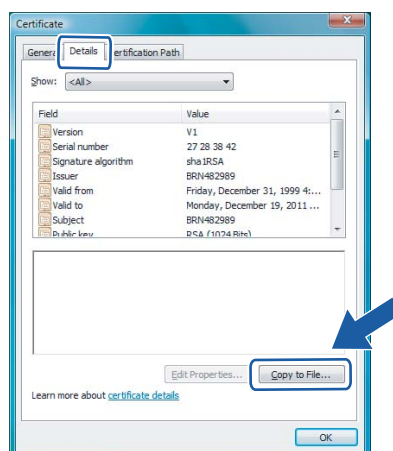 Certificate
General Details Certification Path
Show: <All>
Field Value
Version V1
Serial number 27 28 38 42
Signature algorithm sha1RSA
Issuer BRN482989
Valid from Friday, December 31, 1999 4:...
Valid to Monday, December 19, 2011 ...
Subject BRN482989
Public key RSA (1024 Bits)
Edit Properties... Copy to File...
Learn more about certificate details
OK